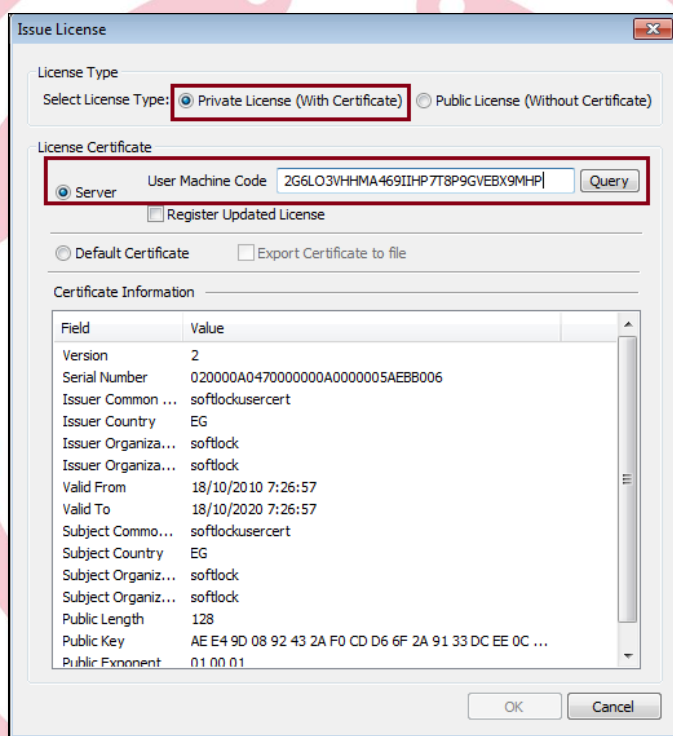 Issue License
License Type
Select License Type: Private License (With Certificate) Public License (Without Certificate)
License Certificate
Server User Machine Code 2G6LO3VHHMA469IIHP7T8P9GVEBX9MHP Query
Register Updated License
Default Certificate Export Certificate to file
Certificate Information
Field Value
Version 2
Serial Number 020000A0470000000A0000005AEBB006
Issuer Common ... softlockusercert
Issuer Country EG
Issuer Organiza... softlock
Issuer Organiza... softlock
Valid From 18/10/2010 7:26:57
Valid To 18/10/2020 7:26:57
Subject Commo... softlockusercert
Subject Country EG
Subject Organiz... softlock
Subject Organiz... softlock
Public Length 128
Public Key AE E4 9D 08 92 43 2A F0 CD D6 6F 2A 91 33 DC EE 0C ...
Public Exponent 01 00 01
OK Cancel